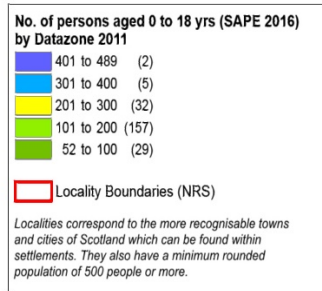 No. of persons aged 0 to 18 yrs (SAPE 2016)
by Datazone 2011
401 to 489 (2)
301 to 400 (5)
201 to 300 (32)
101 to 200 (157)
52 to 100 (29)
Locality Boundaries (NRS)
Localities correspond to the more recognisable towns
and cities of Scotland which can be found within
settlements. They also have a minimum rounded
population of 500 people or more.